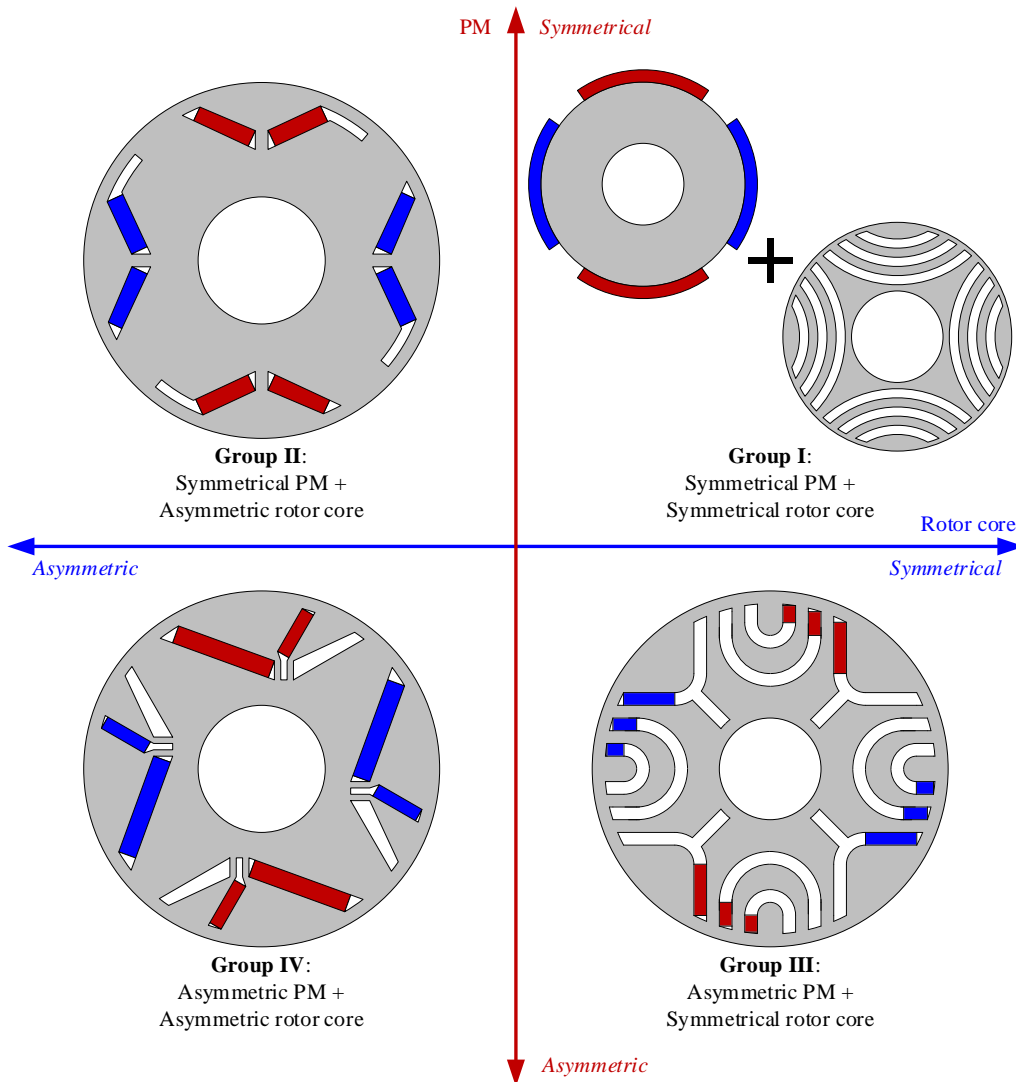 PM
Symmetrical
Group II:
Symmetrical PM +
Asymmetric rotor core
Group I:
Symmetrical PM +
Symmetrical rotor core
Rotor core
Asymmetric
Symmetrical
Group IV:
Asymmetric PM +
Asymmetric rotor core
Group III:
Asymmetric PM +
Symmetrical rotor core
Asymmetric